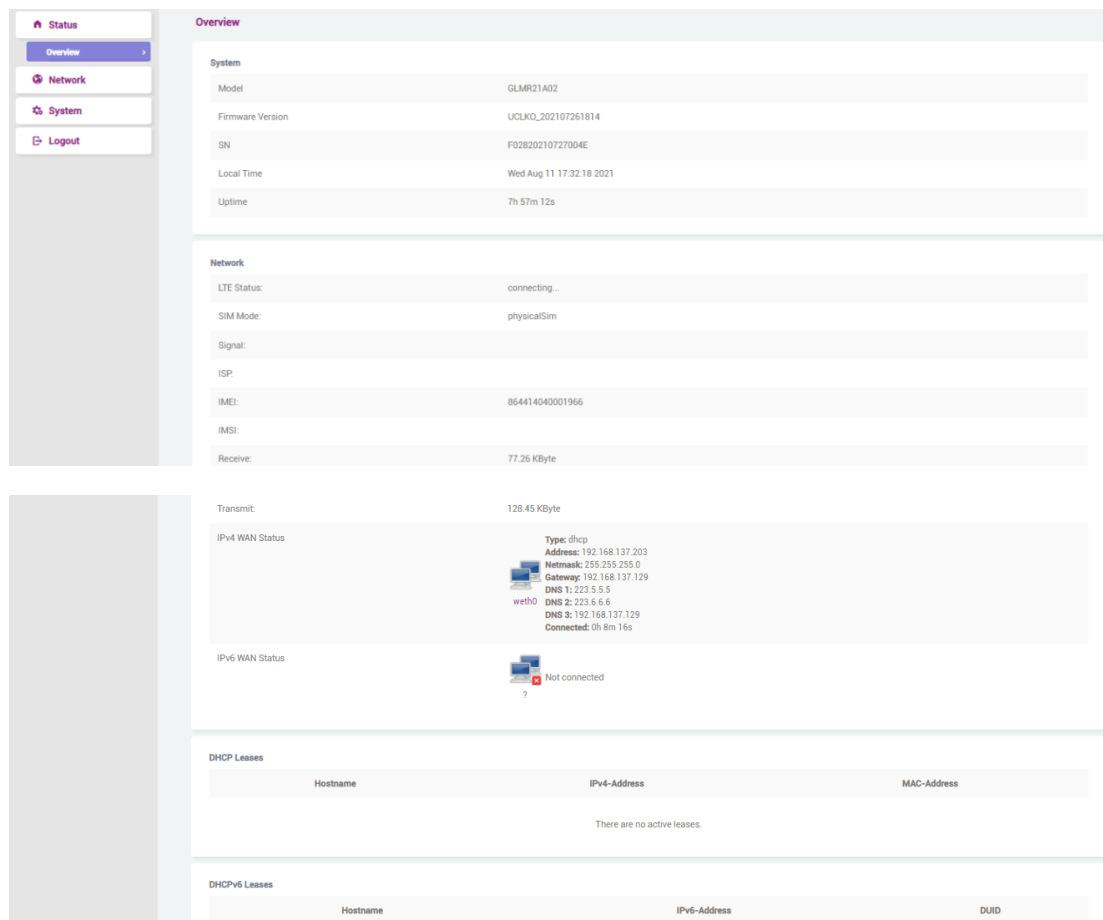 Status
Overview
Network
System
Logout
Overview
System
Model GLMR21A02
Firmware Version UCLKO_202107261814
SN F02820210727004E
Local Time Wed Aug 11 17:32:18 2021
Uptime 7h 57m 12s
Network
LTE Status: connecting...
SIM Mode: physicalSim
Signal:
ISP:
IMEI: 864414040001966
IMSI:
Receive: 77.26 KByte
Transmit: 128.45 KByte
IPv4 WAN Status
Type: dhcp
Address: 192.168.137.203
Netmask: 255.255.255.0
Gateway: 192.168.137.129
DNS 1: 223.5.5.5
weth0 DNS 2: 223.6.6.6
DNS 3: 192.168.137.129
Connected: 0h 8m 16s
IPv6 WAN Status
Not connected
?
DHCP Leases
Hostname IPv4-Address MAC-Address
There are no active leases.
DHCPv6 Leases
Hostname IPv6-Address DUID